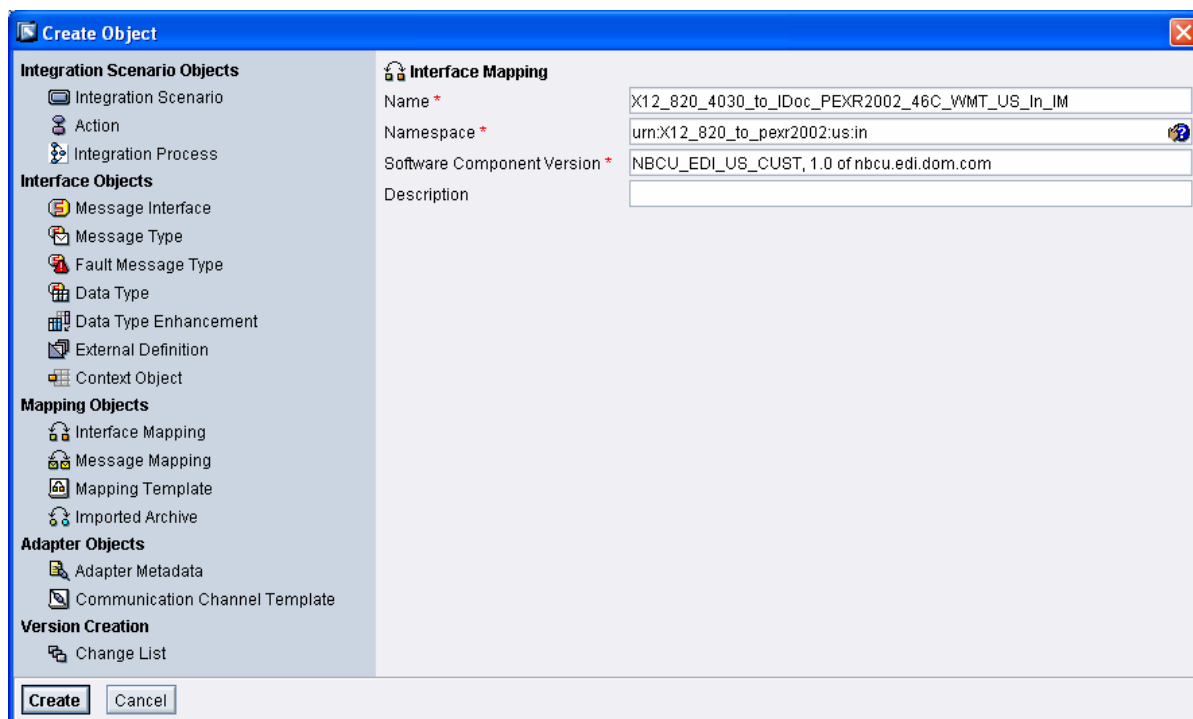 Create Object
Integration Scenario Objects
Integration Scenario
Action
Integration Process
Interface Objects
Message Interface
Message Type
Fault Message Type
Data Type
Data Type Enhancement
External Definition
Context Object
Mapping Objects
Interface Mapping
Message Mapping
Mapping Template
Imported Archive
Adapter Objects
Adapter Metadata
Communication Channel Template
Version Creation
Change List
Interface Mapping
Name * X12_820_4030_to_IDoc_PEXR2002_46C_WMT_US_In_IM
Namespace * urn:X12_820_to_pexr2002:us:in
Software Component Version * NBCU_EDI_US_CUST, 1.0 of nbcu.edi.dom.com
Description
Create Cancel